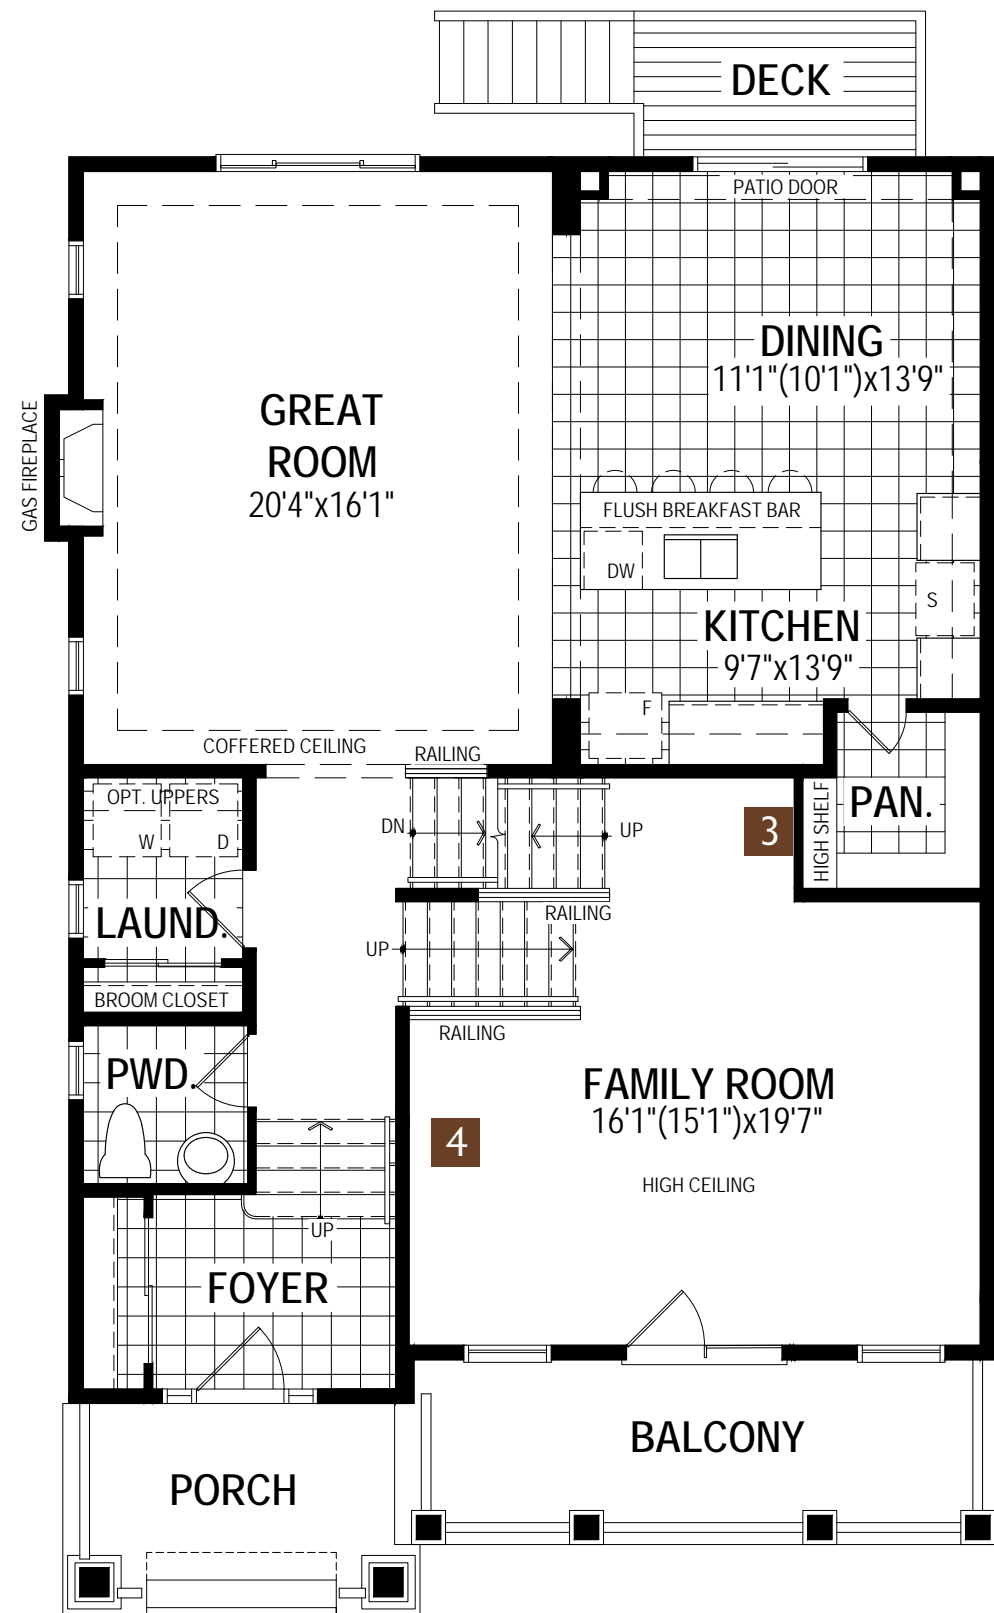 DECK
PATIO DOOR
DINING
11'1"(10'1")x13'9"
GREAT
ROOM
20'4"x16'1"
GAS FIREPLACE
FLUSH BREAKFAST BAR
DW
S
KITCHEN
9'7"x13'9"
F
COFFERED CEILING
RAILING
OPT. UPPERS
W
D
DN
UP
3
HIGH SHELF
PAN.
LAUND.
RAILING
UP
BROOM CLOSET
RAILING
PWD.
FAMILY ROOM
16'1"(15'1")x19'7"
4
HIGH CEILING
UP
FOYER
BALCONY
PORCH